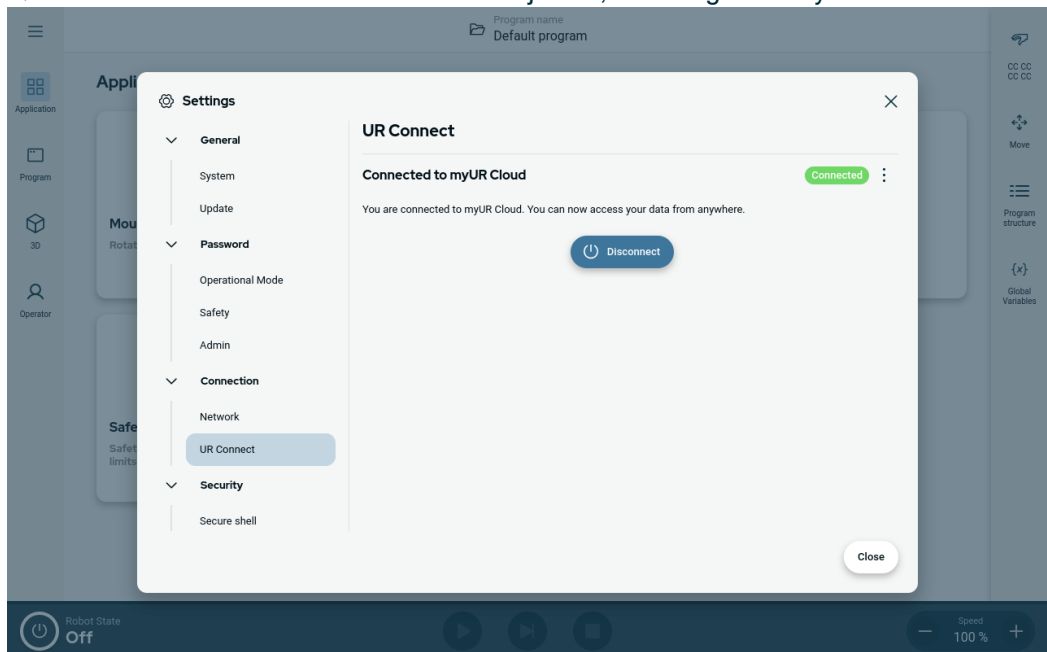 Program name
Default program
CC CC
CC CC
Appli
Application
Settings
General
System
Update
Password
Operational Mode
Safety
Admin
Connection
Network
UR Connect
Security
Secure shell
UR Connect
Connected to myUR Cloud
Connected
You are connected to myUR Cloud. You can now access your data from anywhere.
Disconnect
Close
Program
3D
Operator
Mou
Rotat
Safe
Safet
limits
Move
Program
structure
{x}
Global
Variables
Robot State
Off
Speed
100 %